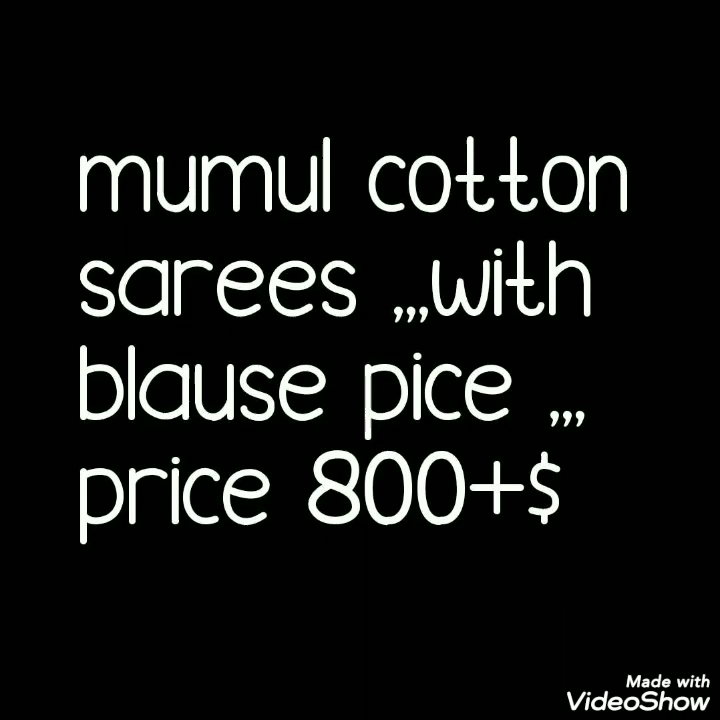 mumul cotton
sarees ,,,with
blause pice ,,,
price 800+$
Made with
VideoShow